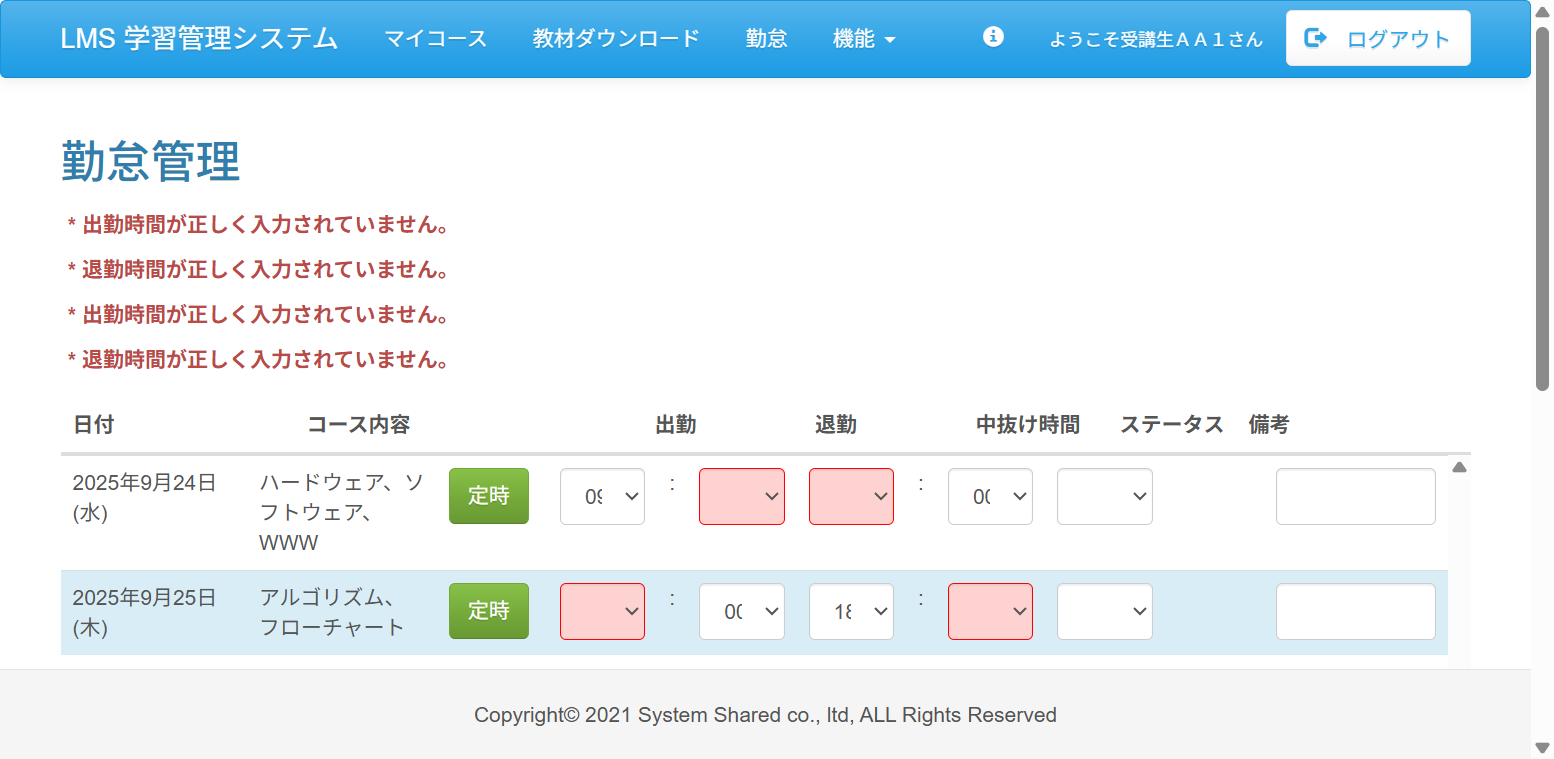 LMS 学習管理システム マイコース 教材ダウンロード 勤怠 機能 ようこそ受講生ＡＡ１さん ログアウト
勤怠管理
* 出勤時間が正しく入力されていません。
* 退勤時間が正しく入力されていません。
* 出勤時間が正しく入力されていません。
* 退勤時間が正しく入力されていません。
日付 コース内容 出勤 退勤 中抜け時間 ステータス 備考
2025年9月24日 ハードウェア、ソ 定時 09 : : 00
(水) フトウェア、
WWW
2025年9月25日 アルゴリズム、 定時 : 00 18 :
(木) フローチャート
Copyright© 2021 System Shared co., ltd, ALL Rights Reserved